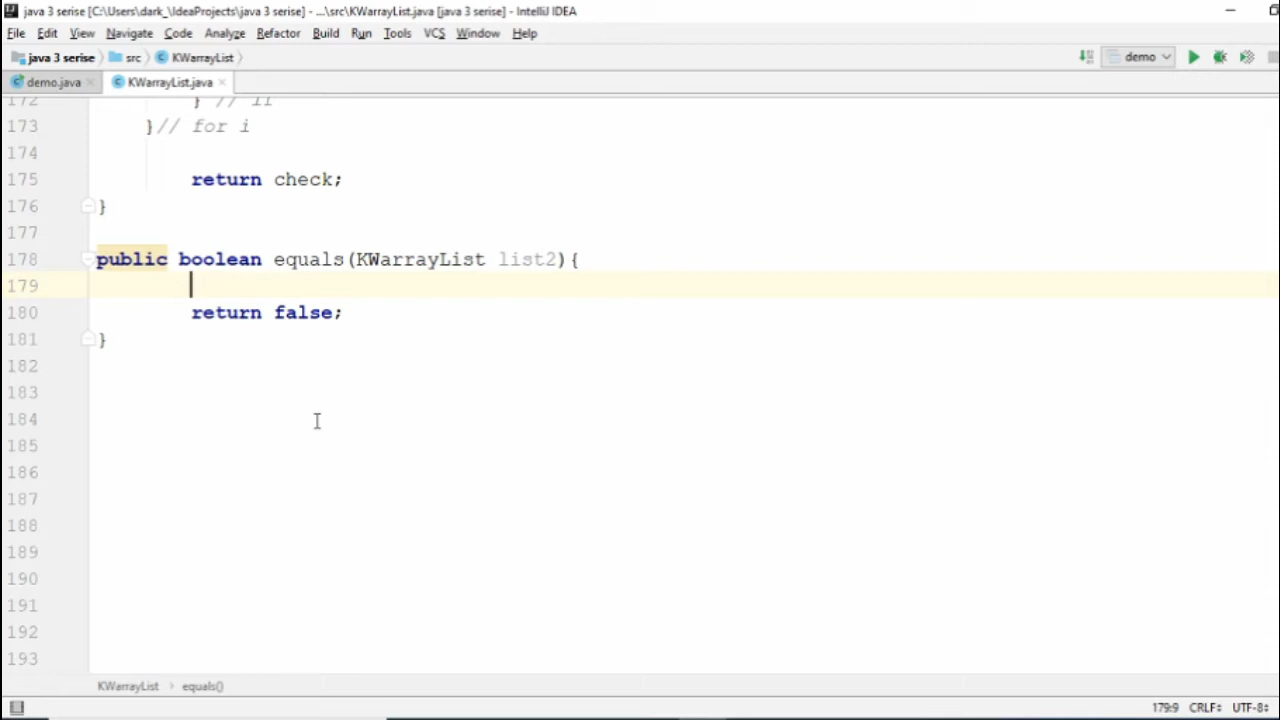 java 3 serise [C:\Users\dark_\IdeaProjects\java 3 serise] - ...\src\KWarrayList.java [java 3 serise] - IntelliJ IDEA
File Edit View Navigate Code Analyze Refactor Build Run Tools VCS Window Help
java 3 serise src KWarrayList demo
demo.java KWarrayList.java
172 } //
173 }// for i
174
175 return check;
176 }
177
178 public boolean equals(KWarrayList list2){
179
180 return false;
181 }
182
183
184
185
186
187
188
189
190
191
192
193
KWarrayList equals()
179:9 CRLF UTF-8